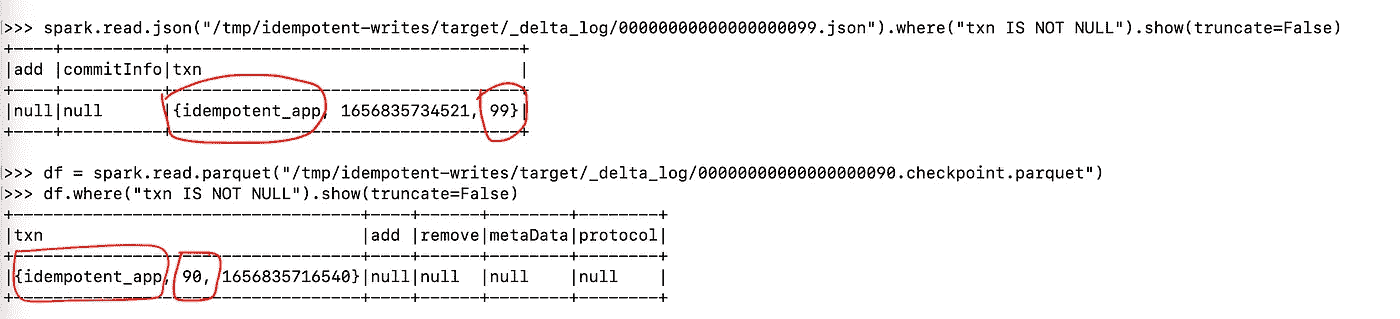 >>> spark.read.json("/tmp/idempotent-writes/target/_delta_log/00000000000000000099.json").where("txn IS NOT NULL").show(truncate=False)
+----+----------+------------------------------------+
|add |commitInfo|txn                                 |
+----+----------+------------------------------------+
|null|null      |{idempotent_app, 1656835734521, 99}|
+----+----------+------------------------------------+
>>> df = spark.read.parquet("/tmp/idempotent-writes/target/_delta_log/00000000000000000090.checkpoint.parquet")
>>> df.where("txn IS NOT NULL").show(truncate=False)
+-----------------------------------+----+------+--------+--------+
|txn                                |add |remove|metaData|protocol|
+-----------------------------------+----+------+--------+--------+
|{idempotent_app, 90, 1656835716540}|null|null  |null    |null    |
+-----------------------------------+----+------+--------+--------+